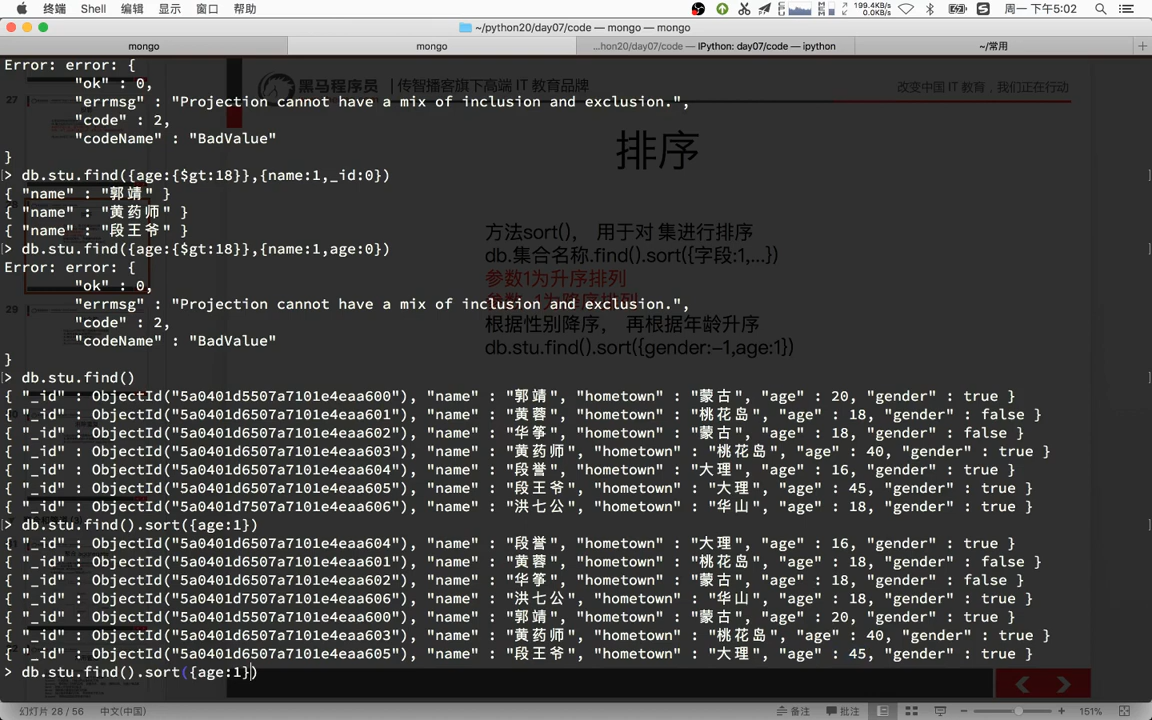 终端 Shell 编辑 显示 窗口 帮助 199.4KB/s 0.0KB/s 周一 下午5:02
~/python20/day07/code — mongo — mongo
mongo mongo ...hon20/day07/code — IPython: day07/code — ipython ~/常用
Error: error: {
"ok" : 0,
"errmsg" : "Projection cannot have a mix of inclusion and exclusion.",
"code" : 2,
"codeName" : "BadValue"
}
> db.stu.find({age:{$gt:18}},{name:1,_id:0})
{ "name" : "郭靖" }
{ "name" : "黄药师" }
{ "name" : "段王爷" }
> db.stu.find({age:{$gt:18}},{name:1,age:0})
Error: error: {
"ok" : 0,
"errmsg" : "Projection cannot have a mix of inclusion and exclusion.",
"code" : 2,
"codeName" : "BadValue"
}
> db.stu.find()
{ "_id" : ObjectId("5a0401d5507a7101e4eaa600"), "name" : "郭靖", "hometown" : "蒙古", "age" : 20, "gender" : true }
{ "_id" : ObjectId("5a0401d6507a7101e4eaa601"), "name" : "黄蓉", "hometown" : "桃花岛", "age" : 18, "gender" : false }
{ "_id" : ObjectId("5a0401d6507a7101e4eaa602"), "name" : "华筝", "hometown" : "蒙古", "age" : 18, "gender" : false }
{ "_id" : ObjectId("5a0401d6507a7101e4eaa603"), "name" : "黄药师", "hometown" : "桃花岛", "age" : 40, "gender" : true }
{ "_id" : ObjectId("5a0401d6507a7101e4eaa604"), "name" : "段誉", "hometown" : "大理", "age" : 16, "gender" : true }
{ "_id" : ObjectId("5a0401d6507a7101e4eaa605"), "name" : "段王爷", "hometown" : "大理", "age" : 45, "gender" : true }
{ "_id" : ObjectId("5a0401d7507a7101e4eaa606"), "name" : "洪七公", "hometown" : "华山", "age" : 18, "gender" : true }
> db.stu.find().sort({age:1})
{ "_id" : ObjectId("5a0401d6507a7101e4eaa604"), "name" : "段誉", "hometown" : "大理", "age" : 16, "gender" : true }
{ "_id" : ObjectId("5a0401d6507a7101e4eaa601"), "name" : "黄蓉", "hometown" : "桃花岛", "age" : 18, "gender" : false }
{ "_id" : ObjectId("5a0401d6507a7101e4eaa602"), "name" : "华筝", "hometown" : "蒙古", "age" : 18, "gender" : false }
{ "_id" : ObjectId("5a0401d7507a7101e4eaa606"), "name" : "洪七公", "hometown" : "华山", "age" : 18, "gender" : true }
{ "_id" : ObjectId("5a0401d5507a7101e4eaa600"), "name" : "郭靖", "hometown" : "蒙古", "age" : 20, "gender" : true }
{ "_id" : ObjectId("5a0401d6507a7101e4eaa603"), "name" : "黄药师", "hometown" : "桃花岛", "age" : 40, "gender" : true }
{ "_id" : ObjectId("5a0401d6507a7101e4eaa605"), "name" : "段王爷", "hometown" : "大理", "age" : 45, "gender" : true }
> db.stu.find().sort({age:1})
27
29
黑马程序员 | 传智播客旗下高端 IT 教育品牌
改变中国 IT 教育，我们正在行动
排序
方法sort()， 用于对 集进行排序
db.集合名称.find().sort({字段:1,...})
参数1为升序排列
参数-1为降序排列
根据性别降序， 再根据年龄升序
db.stu.find().sort({gender:-1,age:1})
幻灯片 28 / 56 中文(中国) 备注 批注 151%